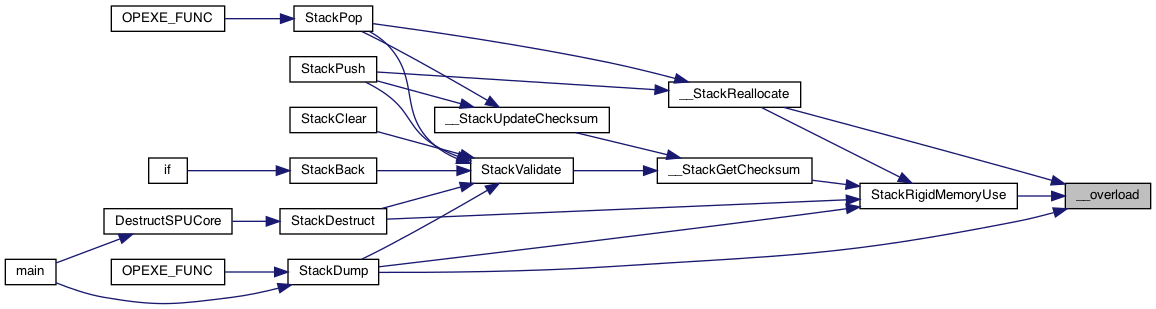 OPEXE_FUNC
StackPop
StackPush
__StackReallocate
StackClear
__StackUpdateChecksum
if
StackBack
StackValidate
__StackGetChecksum
StackRigidMemoryUse
__overload
DestructSPUCore
StackDestruct
main
OPEXE_FUNC
StackDump